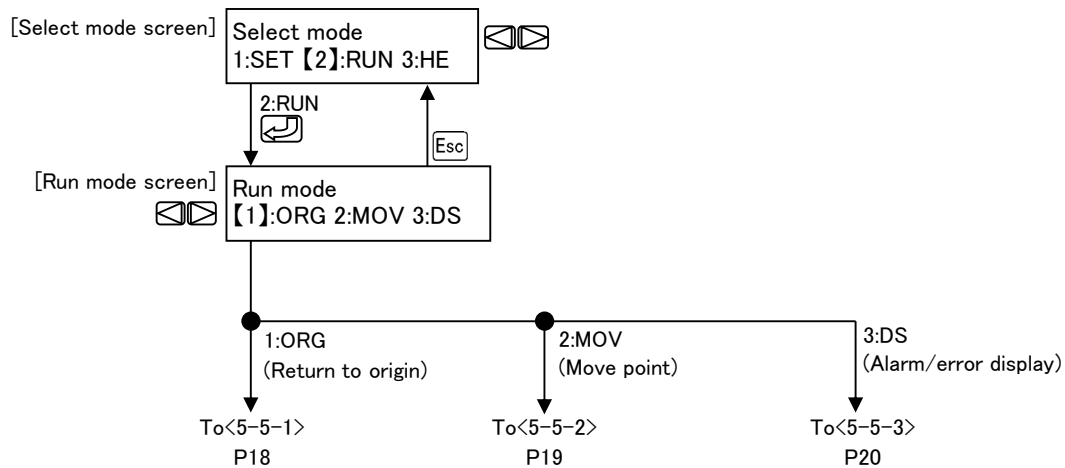 [Select mode screen]
Select mode
1:SET【2】:RUN 3:HE
2:RUN
Esc
[Run mode screen]
Run mode
【1】:ORG 2:MOV 3:DS
1:ORG
(Return to origin)
2:MOV
(Move point)
3:DS
(Alarm/error display)
To<5-5-1>
P18
To<5-5-2>
P19
To<5-5-3>
P20